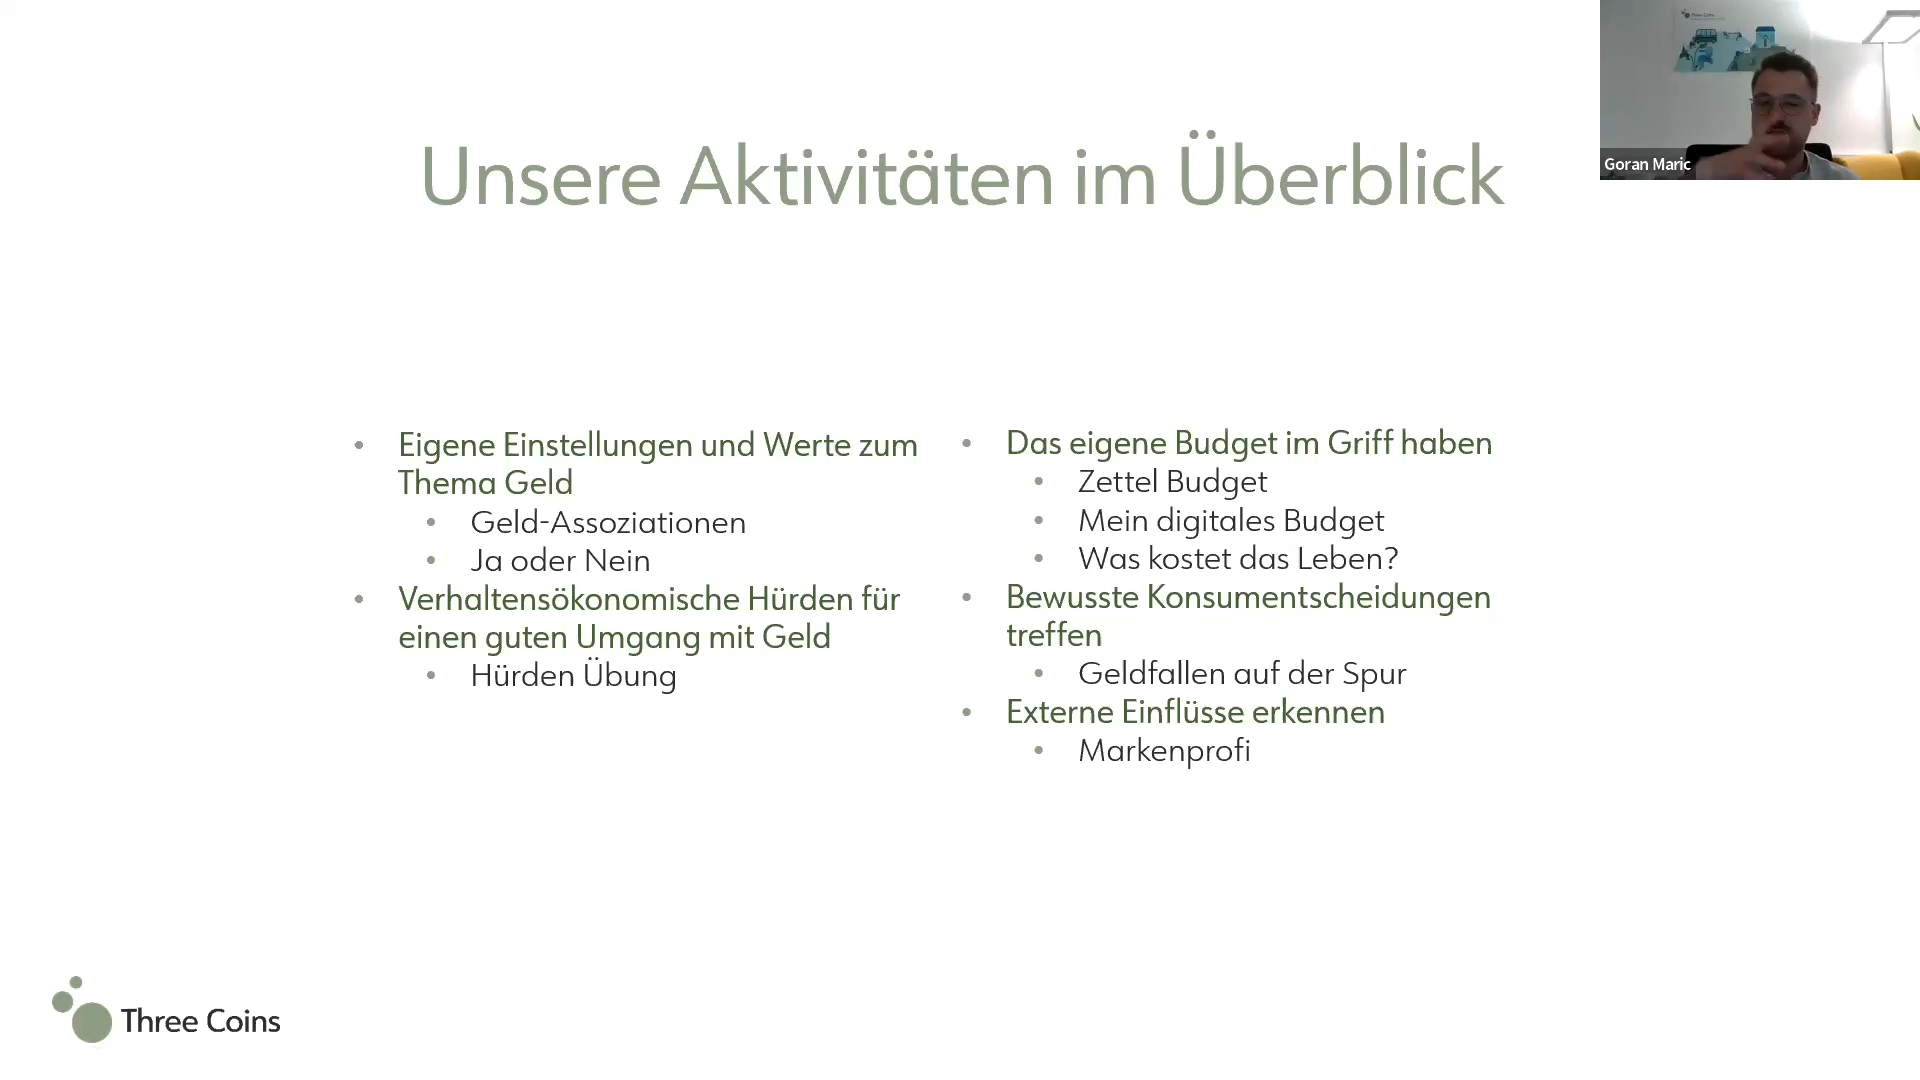 Unsere Aktivitäten im Überblick
Goran Maric
• Eigene Einstellungen und Werte zum
Thema Geld
• Geld-Assoziationen
• Ja oder Nein
• Verhaltensökonomische Hürden für
einen guten Umgang mit Geld
• Hürden Übung
• Das eigene Budget im Griff haben
• Zettel Budget
• Mein digitales Budget
• Was kostet das Leben?
• Bewusste Konsumentscheidungen
treffen
• Geldfallen auf der Spur
• Externe Einflüsse erkennen
• Markenprofi
Three Coins